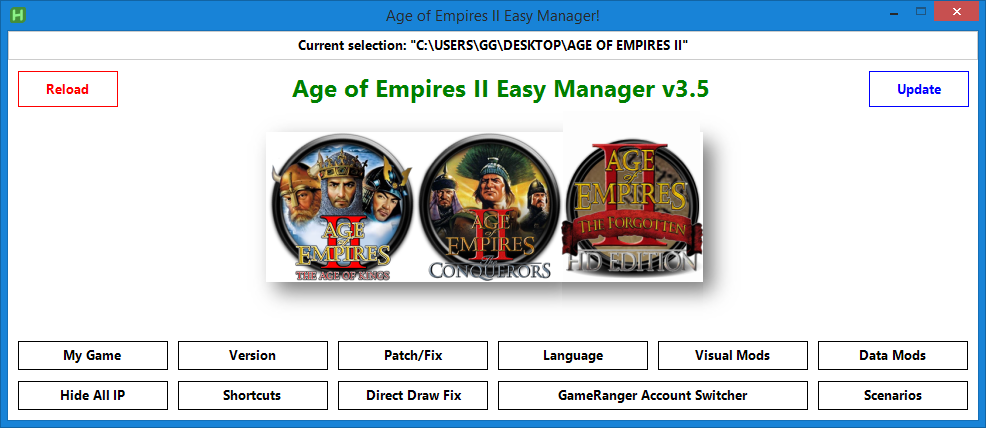 H
Age of Empires II Easy Manager!
Current selection: "C:\USERS\GG\DESKTOP\AGE OF EMPIRES II"
Reload
Age of Empires II Easy Manager v3.5
Update
II
AGE
of
EMPIRES
THE AGE OF KINGS
II
AGE
of
EMPIRES
The
CONQUERORS
II
AGE
of
EMPIRES
THE FORGOTTEN
HD EDITION
My Game
Version
Patch/Fix
Language
Visual Mods
Data Mods
Hide All IP
Shortcuts
Direct Draw Fix
GameRanger Account Switcher
Scenarios